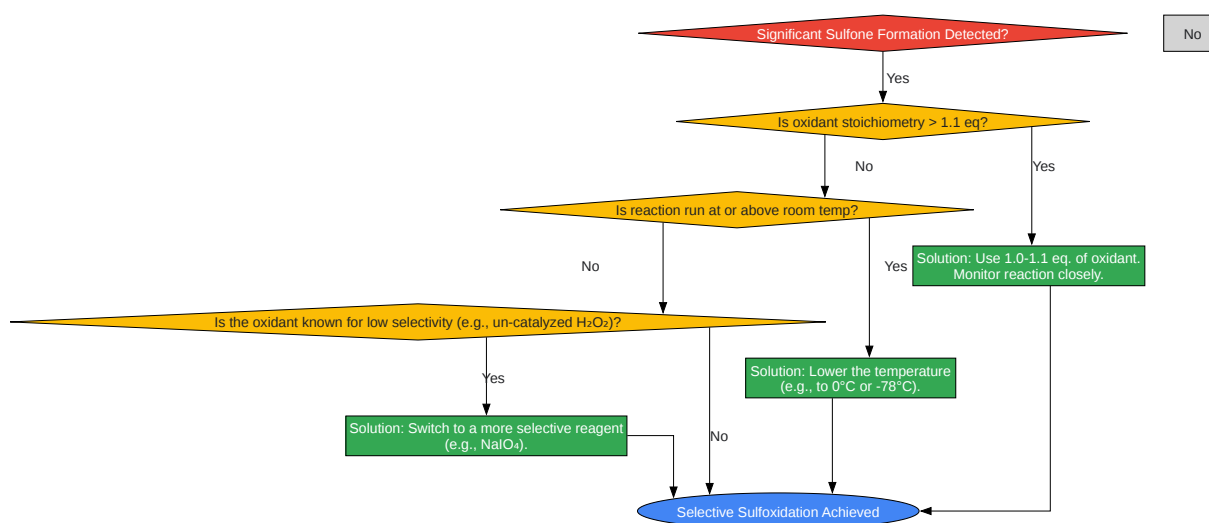 Significant Sulfone Formation Detected?
No
Yes
Is oxidant stoichiometry > 1.1 eq?
No
Yes
Is reaction run at or above room temp?
No
Yes
Solution: Use 1.0-1.1 eq. of oxidant.
Monitor reaction closely.
Is the oxidant known for low selectivity (e.g., un-catalyzed H₂O₂)?
Yes
Solution: Lower the temperature
(e.g., to 0°C or -78°C).
Solution: Switch to a more selective reagent
(e.g., NaIO₄).
No
Selective Sulfoxidation Achieved